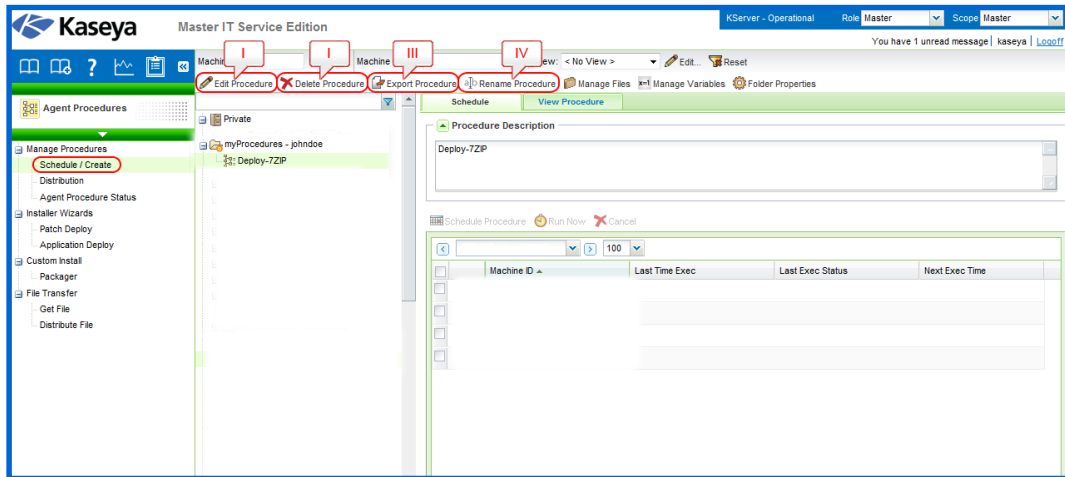 Kaseya
Master IT Service Edition
KServer - Operational Role Master Scope Master
You have 1 unread message| kaseya | Logoff
I I III IV
Machin Machine ew: < No View > Edit... Reset
Edit Procedure Delete Procedure Export Procedure Rename Procedure Manage Files Manage Variables Folder Properties
Agent Procedures
Manage Procedures
Schedule / Create
Distribution
Agent Procedure Status
Installer Wizards
Patch Deploy
Application Deploy
Custom Install
Packager
File Transfer
Get File
Distribute File
Private
myProcedures - johndoe
Deploy-7ZIP
Schedule View Procedure
Procedure Description
Deploy-7ZIP
Schedule Procedure Run Now Cancel
100
Machine ID Last Time Exec Last Exec Status Next Exec Time